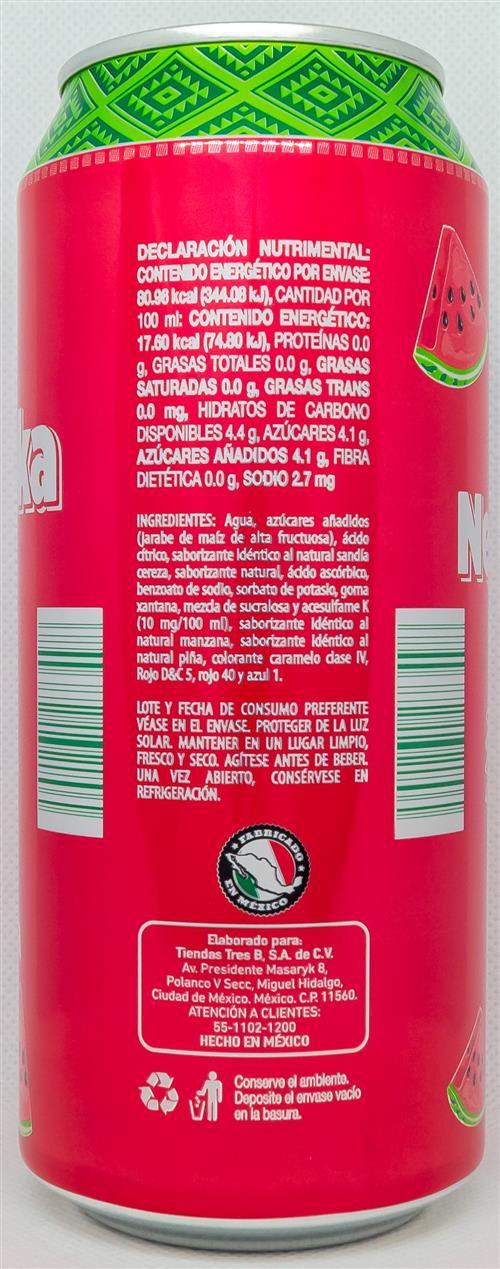 DECLARACIÓN NUTRIMENTAL:
CONTENIDO ENERGÉTICO POR ENVASE:
80.96 kcal (344.08 kJ), CANTIDAD POR
100 ml: CONTENIDO ENERGÉTICO:
17.60 kcal (74.80 kJ), PROTEÍNAS 0.0
g, GRASAS TOTALES 0.0 g, GRASAS
SATURADAS 0.0 g, GRASAS TRANS
0.0 mg, HIDRATOS DE CARBONO
DISPONIBLES 4.4 g, AZÚCARES 4.1 g,
AZÚCARES AÑADIDOS 4.1 g, FIBRA
DIETÉTICA 0.0 g, SODIO 2.7 mg
ka
No
INGREDIENTES: Agua, azúcares añadidos
(jarabe de maíz de alta fructuosa), ácido
cítrico, saborizante idéntico al natural sandía
cereza, saborizante natural, ácido ascórbico,
benzoato de sodio, sorbato de potasio, goma
xantana, mezcla de sucralosa y acesulfame K
(10 mg/100 ml), saborizante idéntico al
natural manzana, saborizante idéntico al
natural piña, colorante caramelo clase IV,
Rojo D&C 5, rojo 40 y azul 1.
LOTE Y FECHA DE CONSUMO PREFERENTE
VÉASE EN EL ENVASE. PROTEGER DE LA LUZ
SOLAR. MANTENER EN UN LUGAR LIMPIO,
FRESCO Y SECO. AGÍTESE ANTES DE BEBER.
UNA VEZ ABIERTO, CONSÉRVESE EN
REFRIGERACIÓN.
FABRICADO
EN MÉXICO
Elaborado para:
Tiendas Tres B, S.A. de C.V.
Av. Presidente Masaryk 8,
Polanco V Secc, Miguel Hidalgo,
Ciudad de México. México. C.P. 11560.
ATENCIÓN A CLIENTES:
55-1102-1200
HECHO EN MÉXICO
Conserve el ambiente.
Deposite el envase vacío
en la basura.